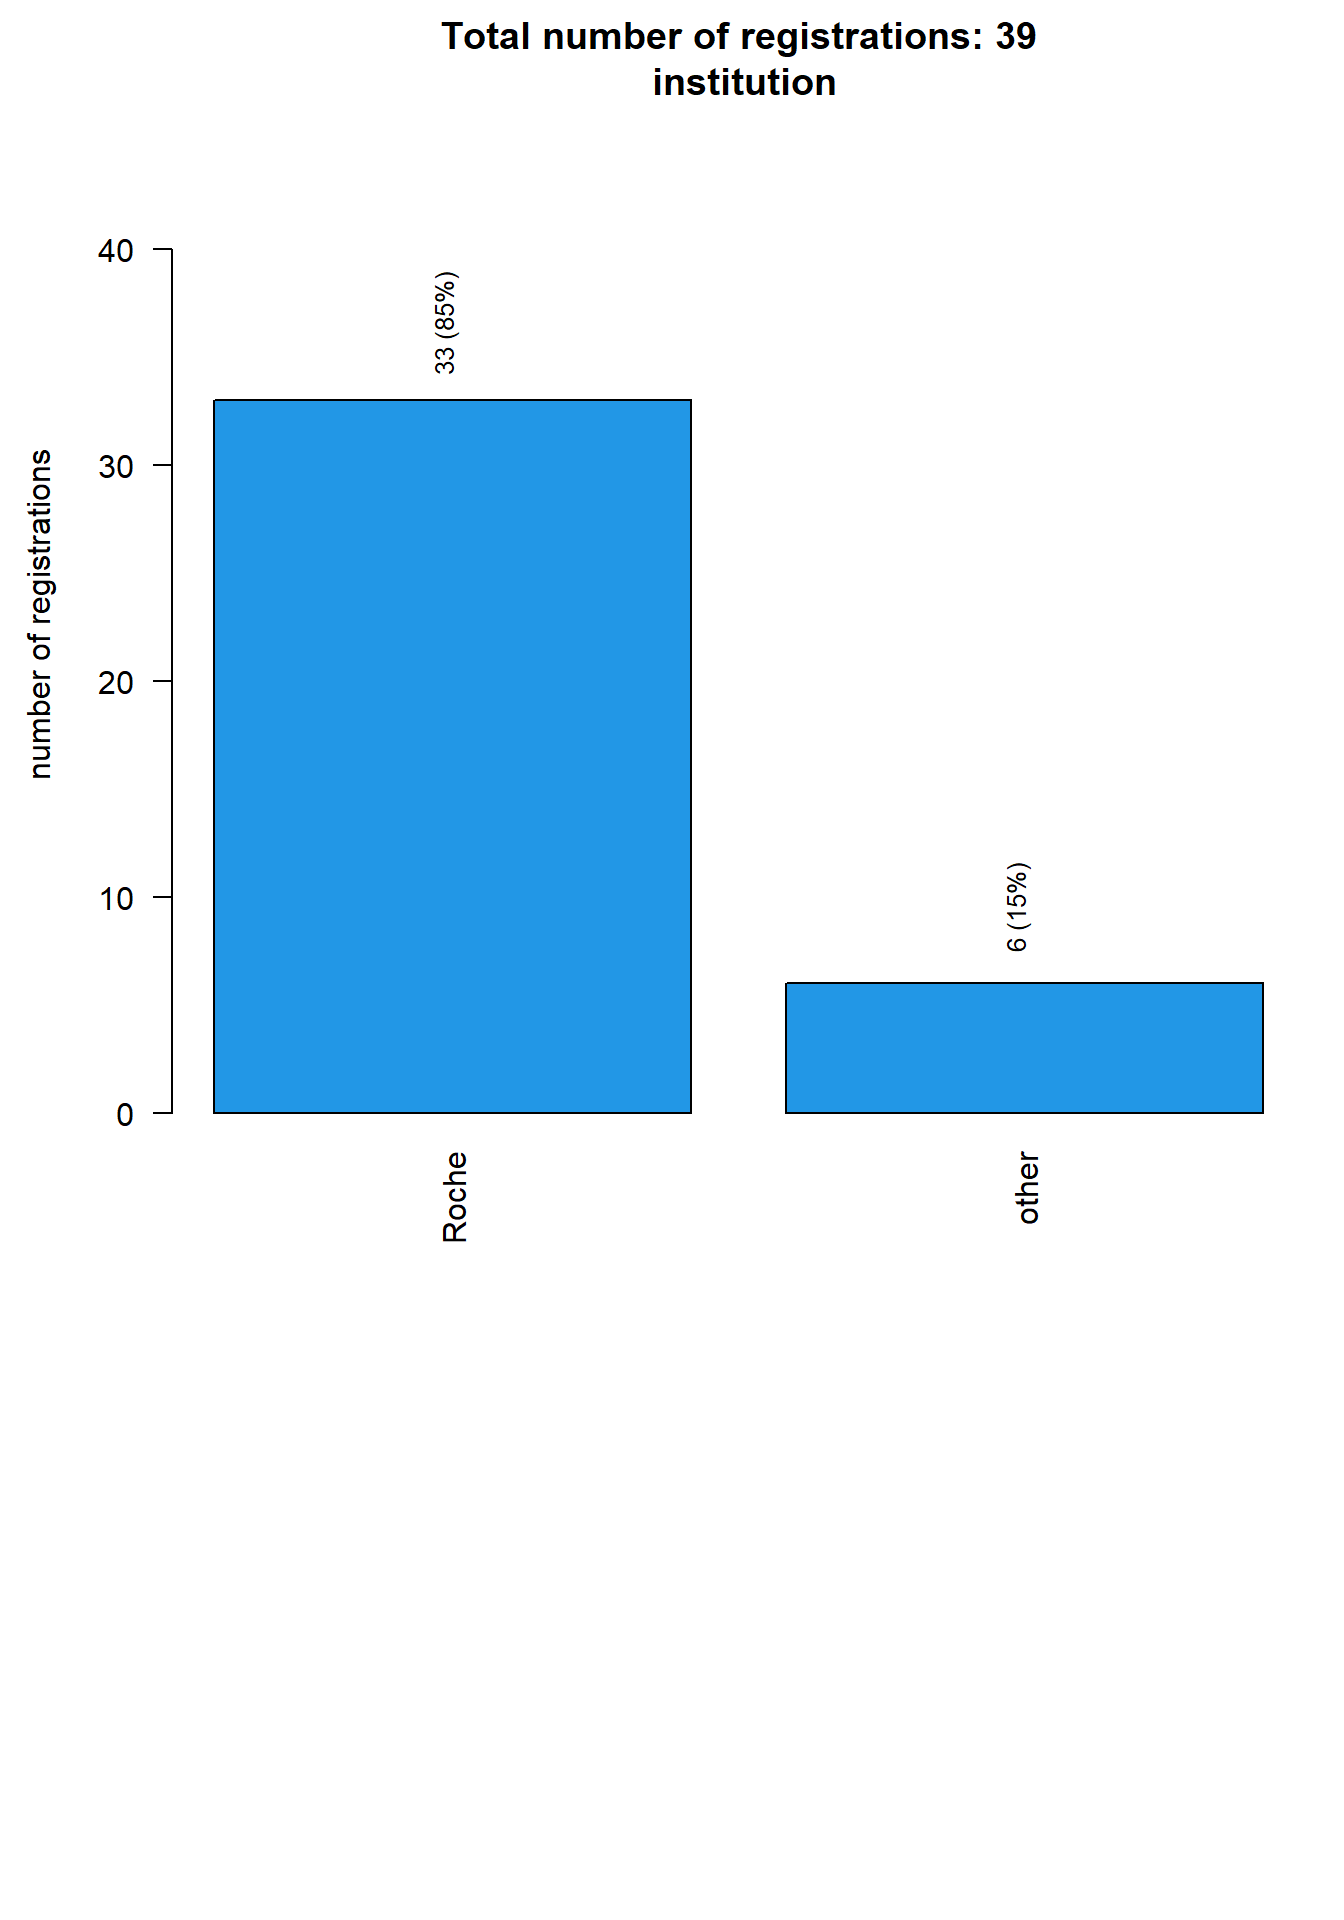 Total number of registrations: 39
institution
number of registrations
40
30
20
10
0
33 (85%)
6 (15%)
Roche
other